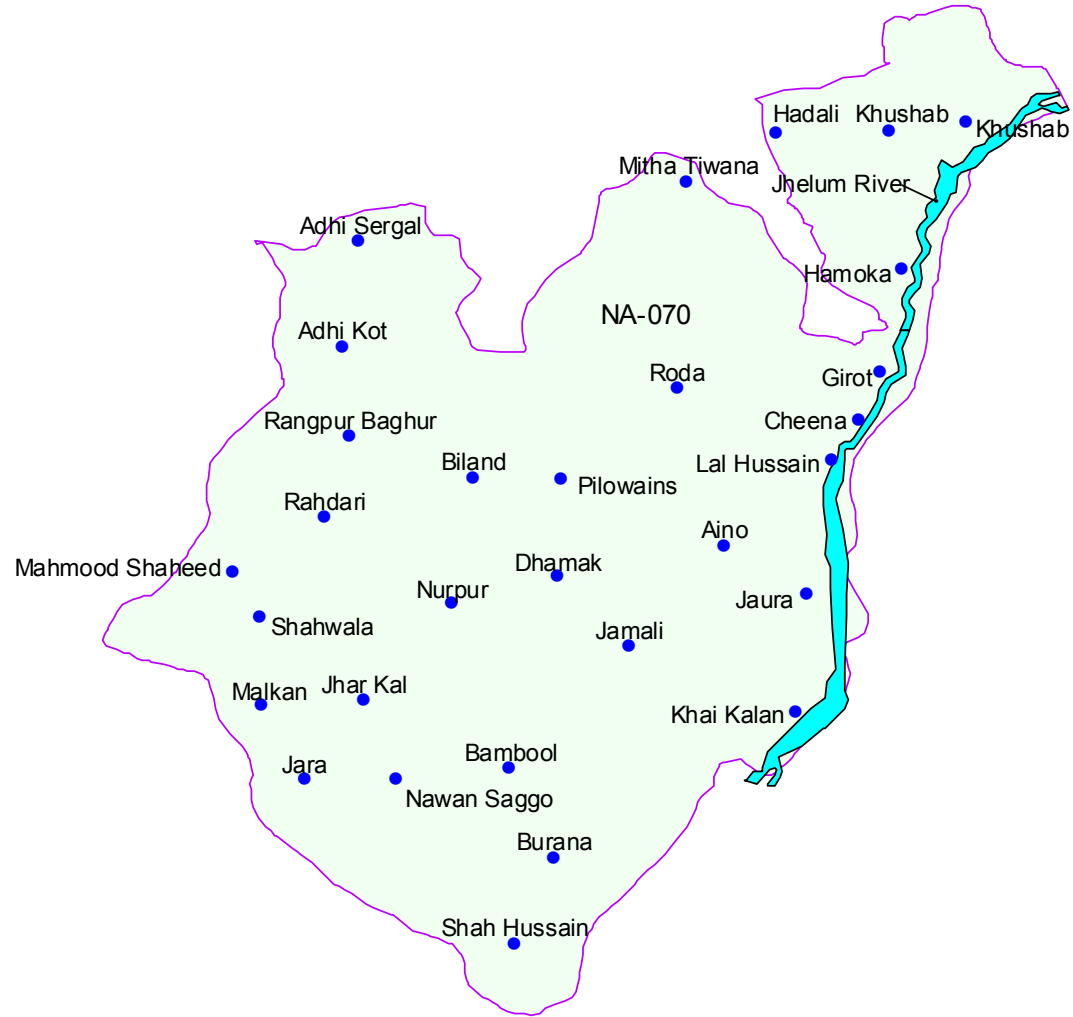 Hadali
Khushab
Khushab
Mitha Tiwana
Jhelum River
Adhi Sergal
Hamoka
NA-070
Adhi Kot
Roda
Girot
Rangpur Baghur
Cheena
Biland
Lal Hussain
Pilowains
Rahdari
Aino
Dhamak
Mahmood Shaheed
Nurpur
Jaura
Shahwala
Jamali
Malkan
Jhar Kal
Khai Kalan
Bambool
Jara
Nawan Saggo
Burana
Shah Hussain